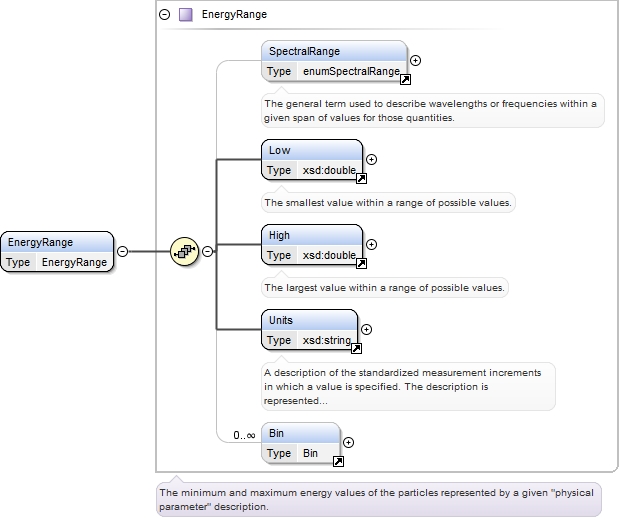 EnergyRange
SpectralRange
Type enumSpectralRange
The general term used to describe wavelengths or frequencies within a
given span of values for those quantities.
Low
Type xsd:double
The smallest value within a range of possible values.
High
Type xsd:double
The largest value within a range of possible values.
EnergyRange
Type EnergyRange
Units
Type xsd:string
A description of the standardized measurement increments
in which a value is specified. The description is
represented...
0..∞
Bin
Type Bin
The minimum and maximum energy values of the particles represented by a given "physical
parameter" description.